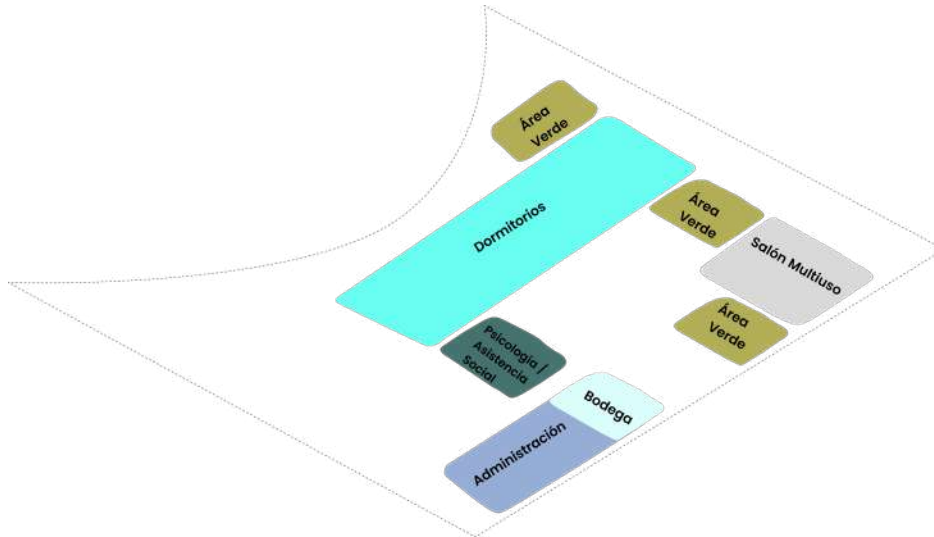 Área
Verde
Dormitorios
Área
Verde
Salón Multiuso
Área
Verde
Psicología /
Asistencia
Social
Bodega
Administración